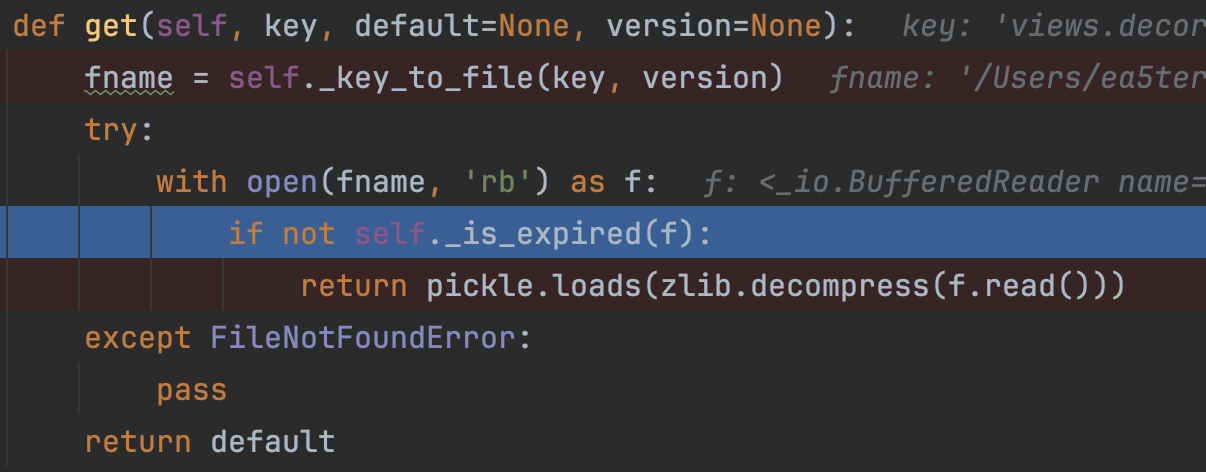 def get(self, key, default=None, version=None): key: 'views.decor
fname = self._key_to_file(key, version) fname: '/Users/ea5ter
try:
with open(fname, 'rb') as f: f: <_io.BufferedReader name=
if not self._is_expired(f):
return pickle.loads(zlib.decompress(f.read()))
except FileNotFoundError:
pass
return default